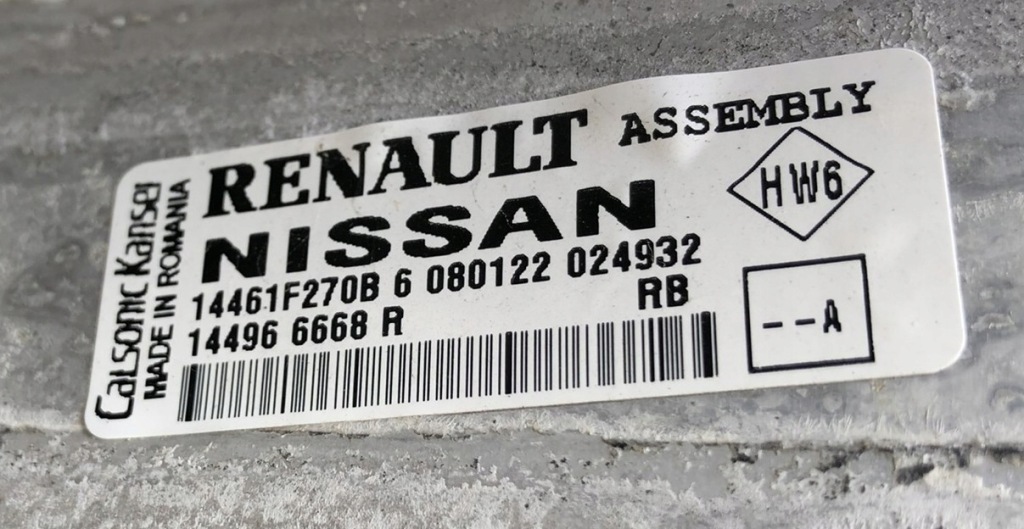 Calsonic Kansei
MADE IN ROMANIA
RENAULT ASSEMBLY
NISSAN
HW6
14461F270B 6 080122 024932
14496 6668 R RB
--A